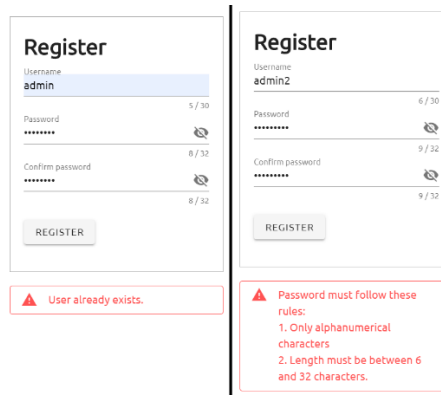 Register
Username
admin
5 / 30
Password
••••••••
8 / 32
Confirm password
••••••••
8 / 32
REGISTER
User already exists.
Register
Username
admin2
6 / 30
Password
•••••••••
9 / 32
Confirm password
•••••••••
9 / 32
REGISTER
Password must follow these
rules:
1. Only alphanumerical
characters
2. Length must be between 6
and 32 characters.